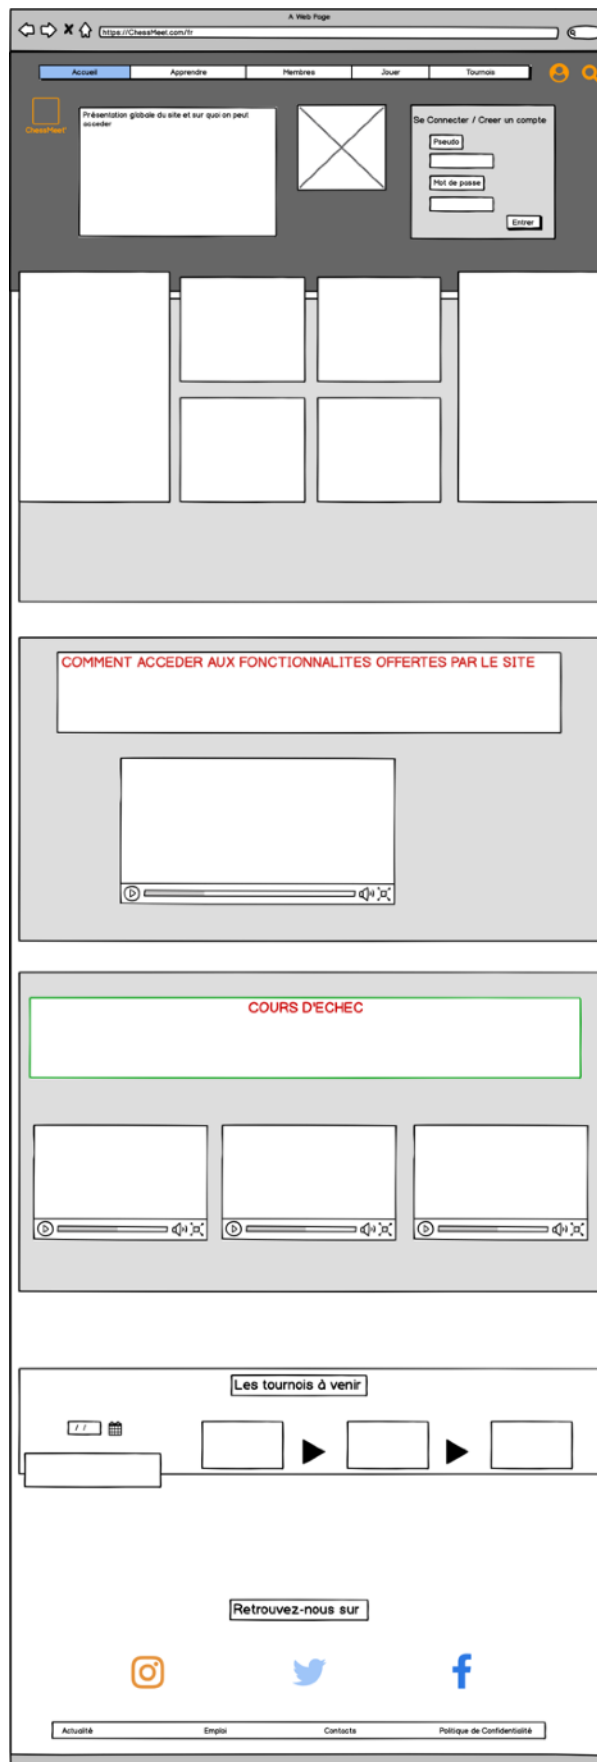 A Web Page
https://ChessMeet.com/fr
Accueil Apprendre Membres Jouer Tournois
ChessMeet
Présentation globale du site et sur quoi on peut
acceder
Se Connecter / Creer un compte
Pseudo
Mot de passe
Entrer
COMMENT ACCEDER AUX FONCTIONNALITES OFFERTES PAR LE SITE
COURS D'ECHEC
Les tournois à venir
/ /
Retrouvez-nous sur
Actualité Emploi Contacts Politique de Confidentialité